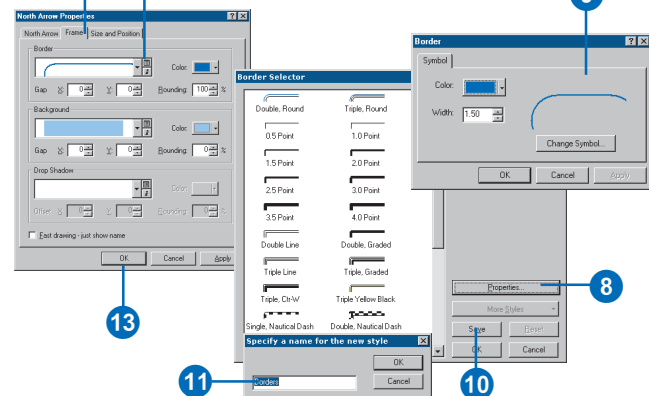 North Arrow Properties
North Arrow Frame Size and Position
Border
Color:
Gap X: 0 Y: 0 Rounding: 100 %
Background
Color:
Gap X: 0 Y: 0 Rounding: 0 %
Drop Shadow
Color:
Offset X: 0 Y: 0 Rounding: 0 %
Fast drawing - just show name
OK Cancel Apply
13
Border Selector
Double, Round Triple, Round
0.5 Point 1.0 Point
1.5 Point 2.0 Point
2.5 Point 3.0 Point
3.5 Point 4.0 Point
Double Line Double, Graded
Triple Line Triple, Graded
Triple, Ctr-W Triple Yellow Black
Single, Nautical Dash Double, Nautical Dash
Properties...
8
More Styles
Save Reset
OK Cancel
10
Border
Symbol
Color:
Width: 1.50
Change Symbol...
OK Cancel Apply
Specify a name for the new style
OK
Borders
Cancel
11